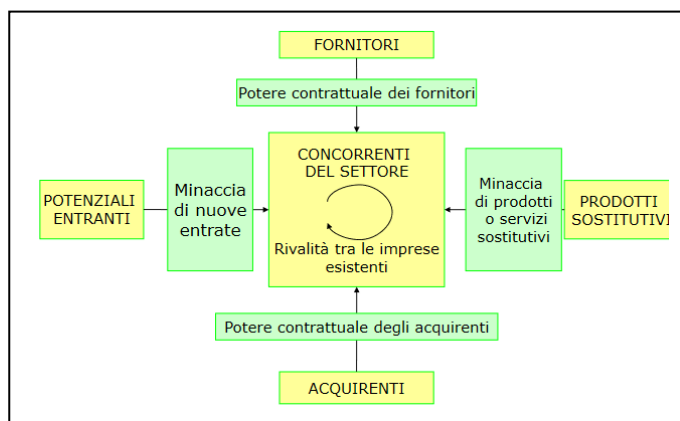 FORNITORI
Potere contrattuale dei fornitori
CONCORRENTI
DEL SETTORE
Rivalità tra le imprese
esistenti
POTENZIALI
ENTRANTI
Minaccia
di nuove
entrate
Minaccia
di prodotti
o servizi
sostitutivi
PRODOTTI
SOSTITUTIVI
Potere contrattuale degli acquirenti
ACQUIRENTI